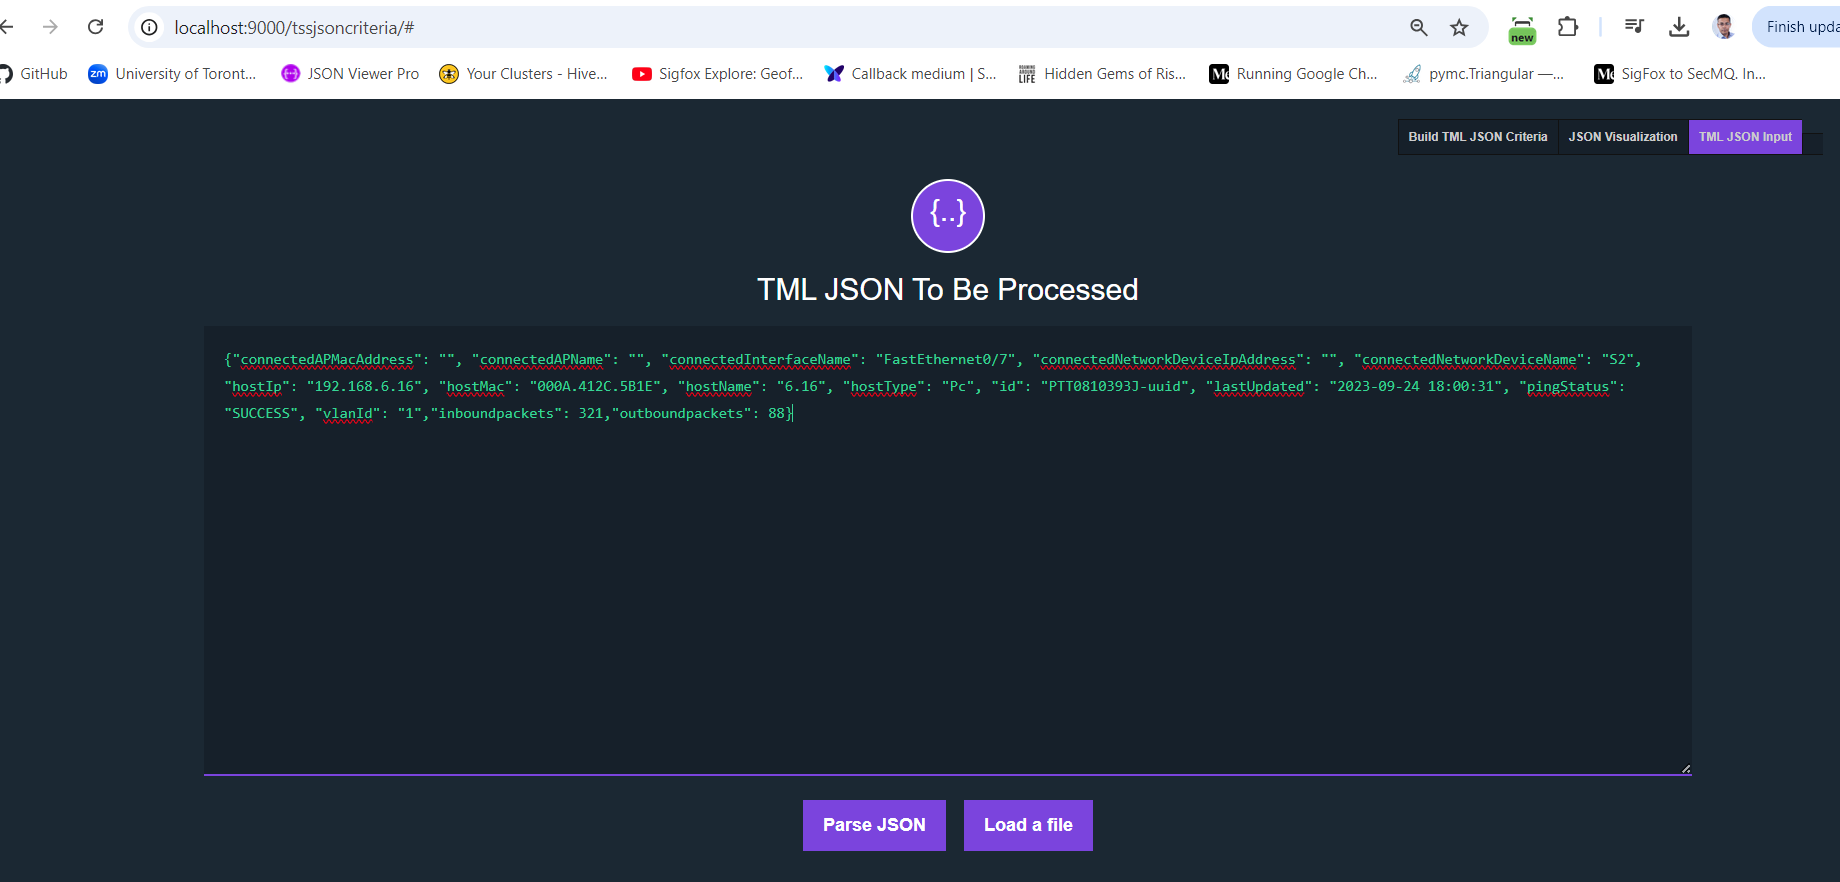 localhost:9000/tssjsoncriteria/#
new
Finish upda
GitHub
zm University of Toront...
JSON Viewer Pro
Your Clusters - Hive...
Sigfox Explore: Geof...
Callback medium | S...
ROAMING AROUND LIFE Hidden Gems of Ris...
Running Google Ch...
pymc.Triangular —...
SigFox to SecMQ. In...
Build TML JSON Criteria
JSON Visualization
TML JSON Input
{..}
TML JSON To Be Processed
{"connectedAPMacAddress": "", "connectedAPName": "", "connectedInterfaceName": "FastEthernet0/7", "connectedNetworkDeviceIpAddress": "", "connectedNetworkDeviceName": "S2",
"hostIp": "192.168.6.16", "hostMac": "000A.412C.5B1E", "hostName": "6.16", "hostType": "Pc", "id": "PTT0810393J-uuid", "lastUpdated": "2023-09-24 18:00:31", "pingStatus":
"SUCCESS", "vlanId": "1","inboundpackets": 321,"outboundpackets": 88}
Parse JSON
Load a file